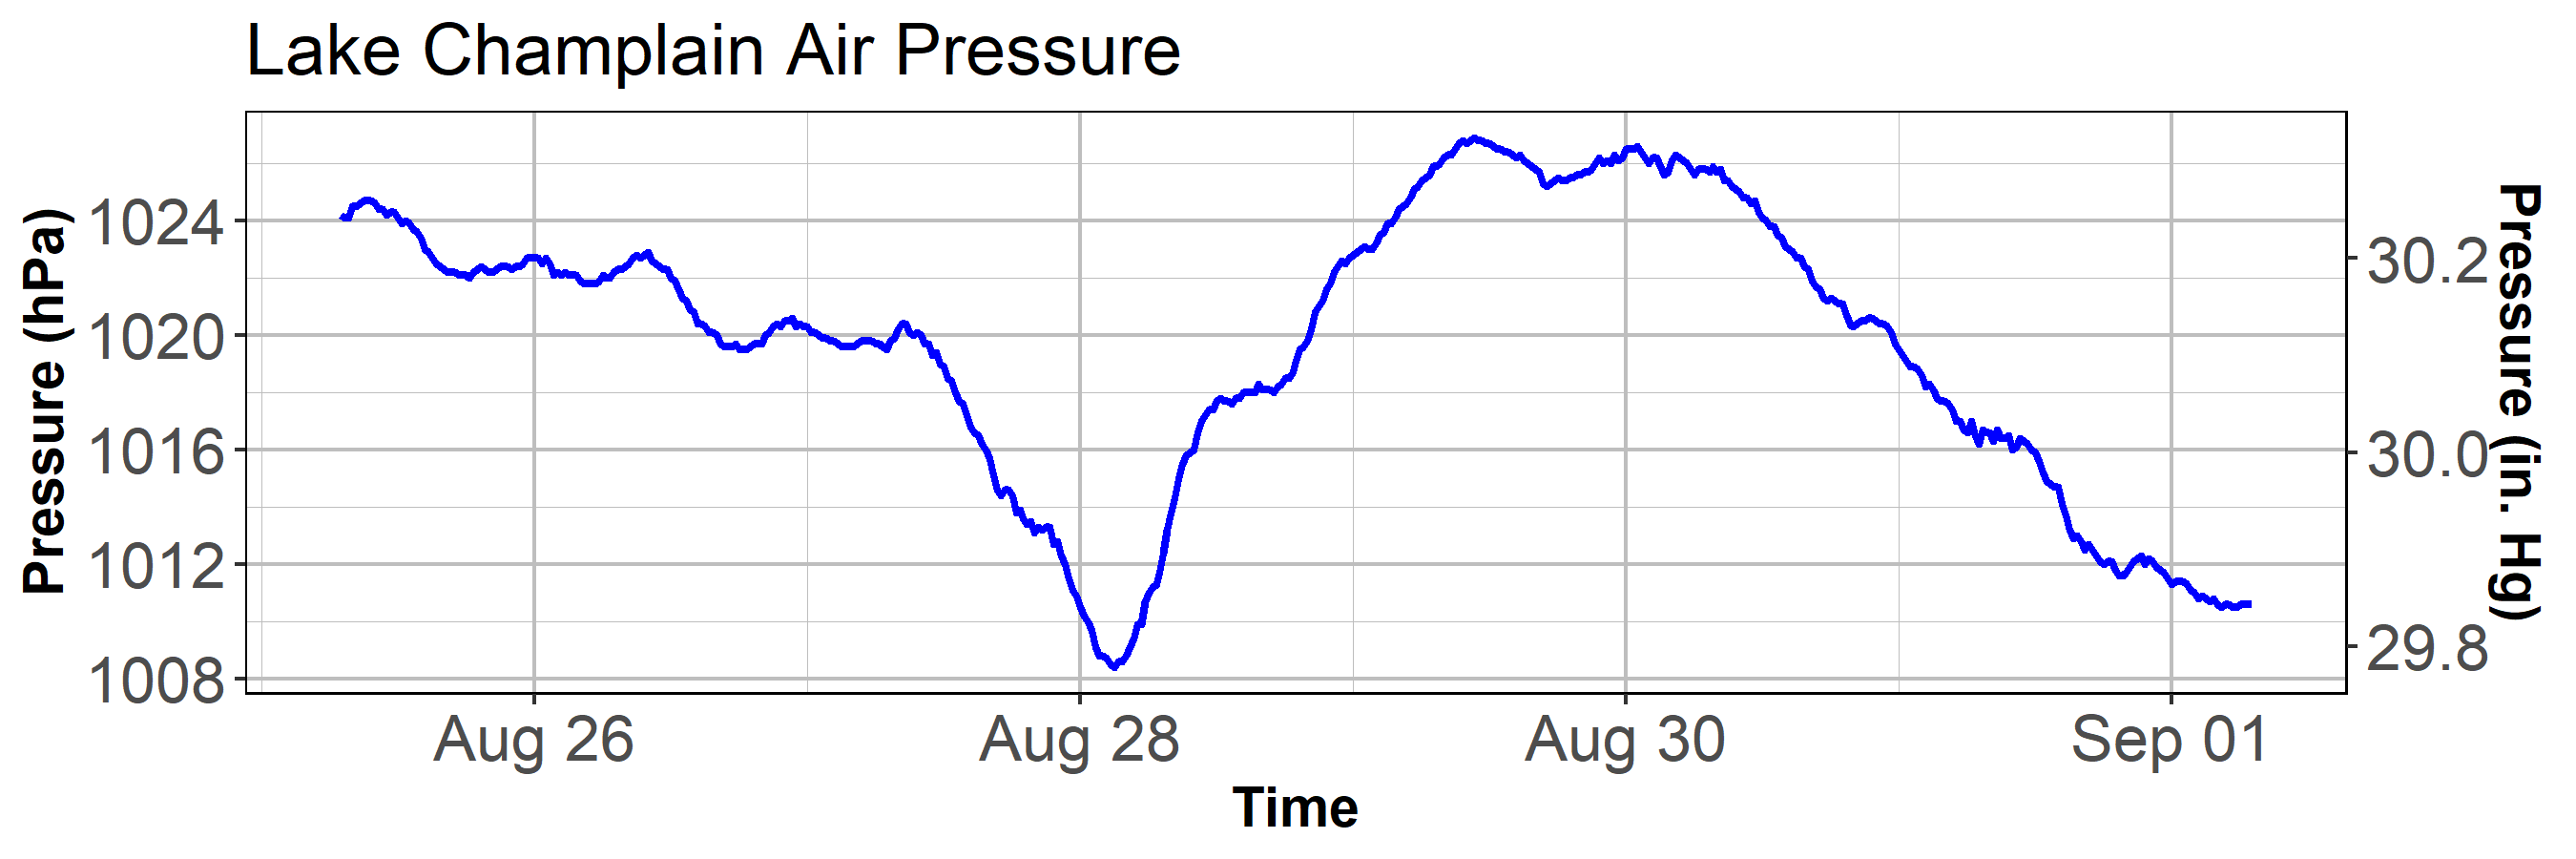 Lake Champlain Air Pressure
Pressure (hPa)
1024
1020
1016
1012
1008
30.2
30.0
29.8
Pressure (in. Hg)
Aug 26
Aug 28
Aug 30
Sep 01
Time